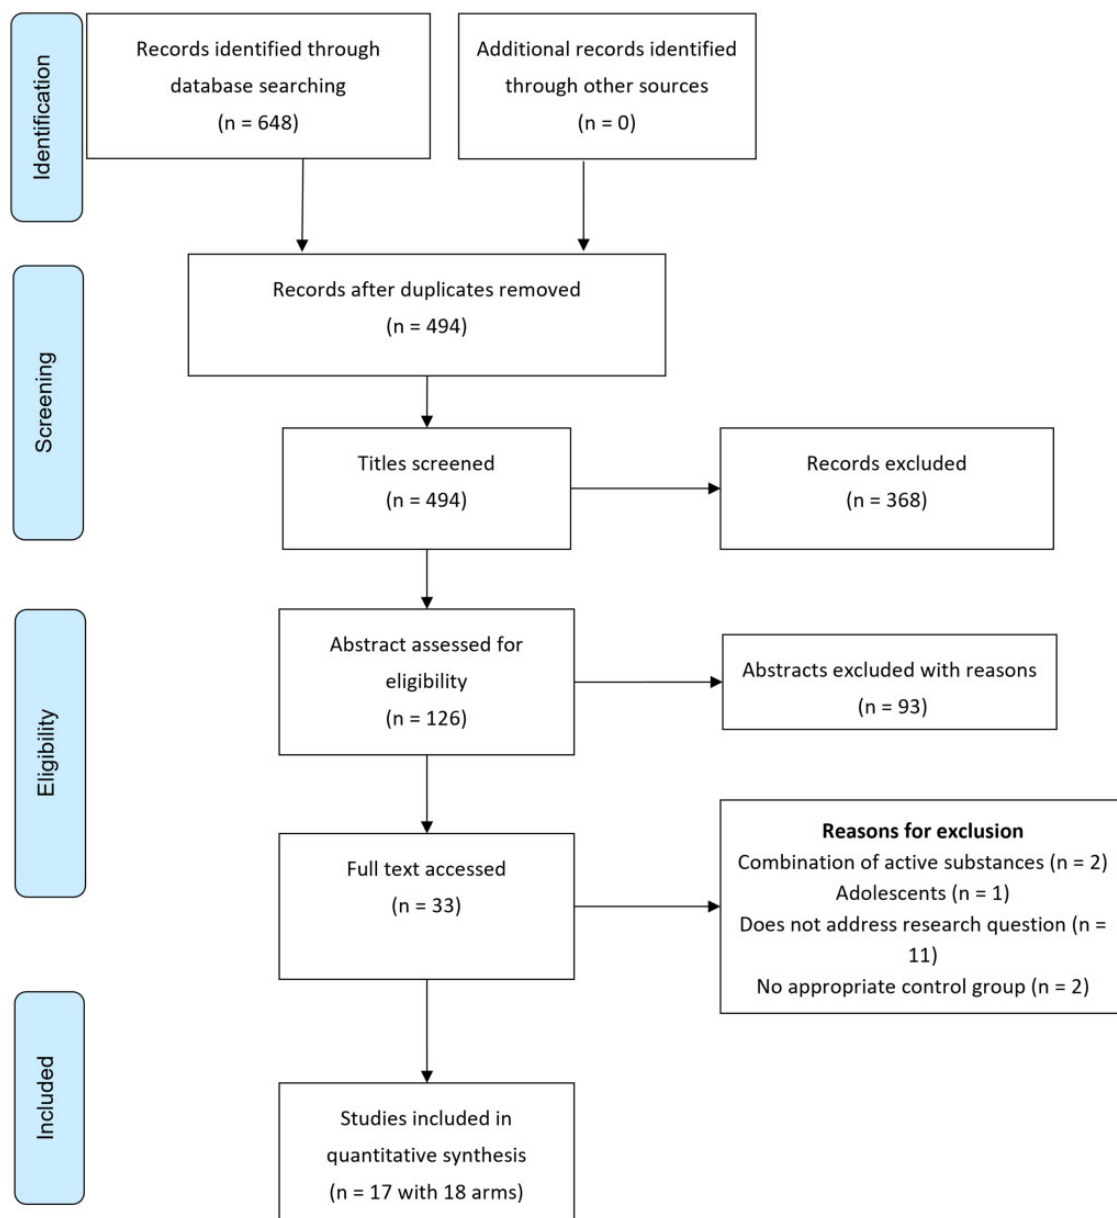 Identification
Records identified through
database searching
(n = 648)
Additional records identified
through other sources
(n = 0)
Screening
Records after duplicates removed
(n = 494)
Titles screened
(n = 494)
Records excluded
(n = 368)
Eligibility
Abstract assessed for
eligibility
(n = 126)
Abstracts excluded with reasons
(n = 93)
Full text accessed
(n = 33)
Reasons for exclusion
Combination of active substances (n = 2)
Adolescents (n = 1)
Does not address research question (n =
11)
No appropriate control group (n = 2)
Included
Studies included in
quantitative synthesis
(n = 17 with 18 arms)